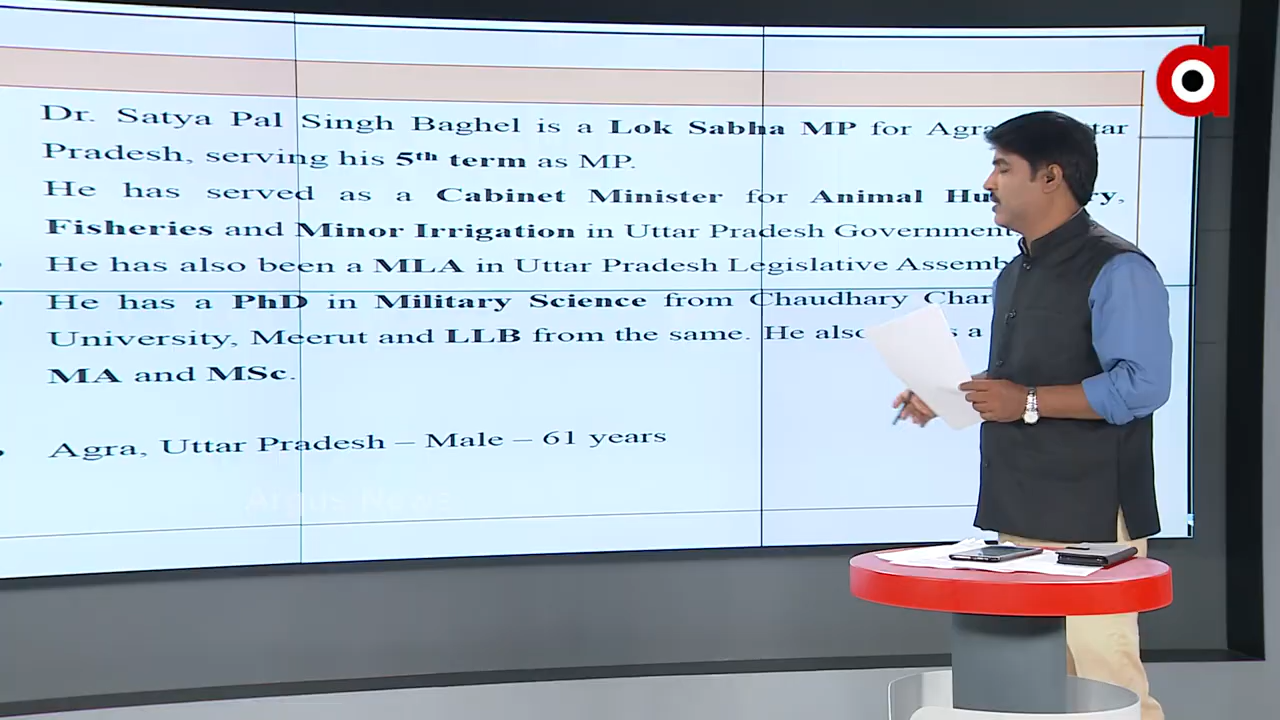 Dr. Satya Pal Singh Baghel is a Lok Sabha MP for Agra
Pradesh, serving his 5th term as MP.
He has served as a Cabinet Minister for Animal
Fisheries and Minor Irrigation in Uttar Pradesh Government.
He has also been a MLA in Uttar Pradesh Legislative
He has a PhD in Military Science from Chaudhary
University, Meerut and LLB from the same. He also a
MA and MSc.
Agra, Uttar Pradesh – Male – 61 years
Argus News